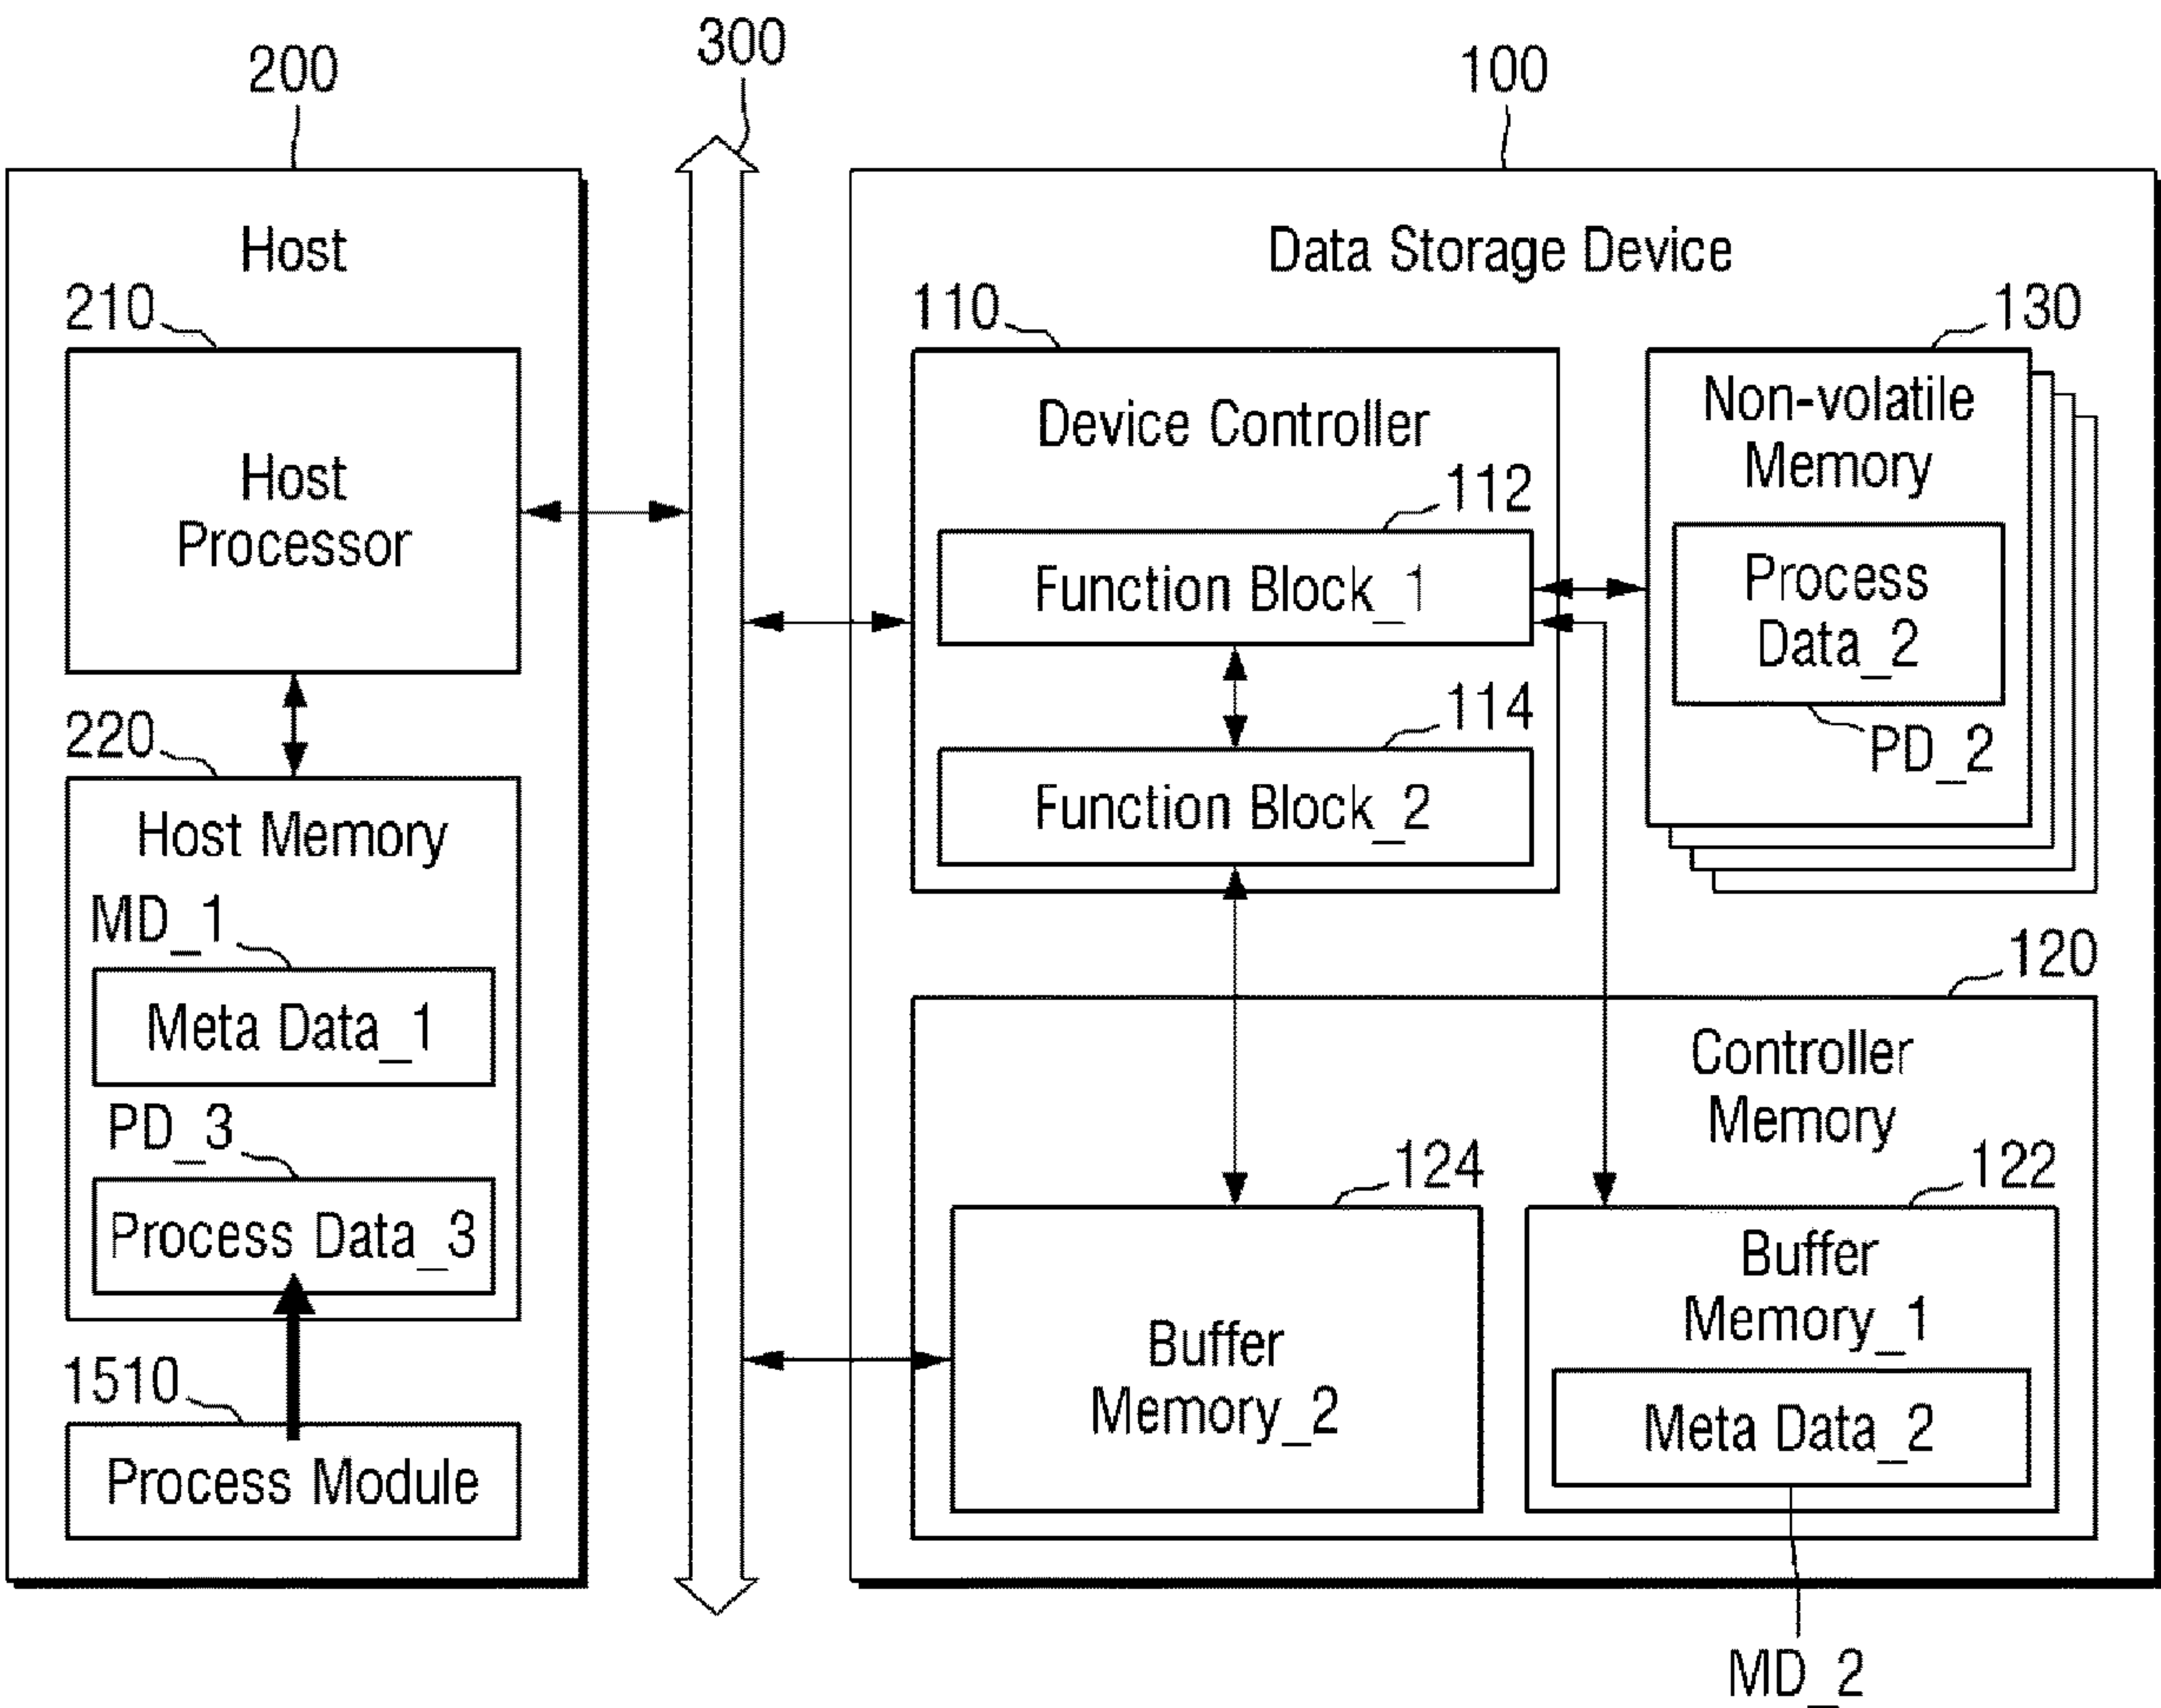 200
300
100
Host
Data Storage Device
210
110
130
Host
Processor
Device Controller
112
Function Block_1
114
Function Block_2
Non-volatile
Memory
Process
Data_2
PD_2
220
Host Memory
MD_1
Meta Data_1
PD_3
Process Data_3
1510
Process Module
120
Controller
Memory
124
Buffer
Memory_2
122
Buffer
Memory_1
Meta Data_2
MD_2